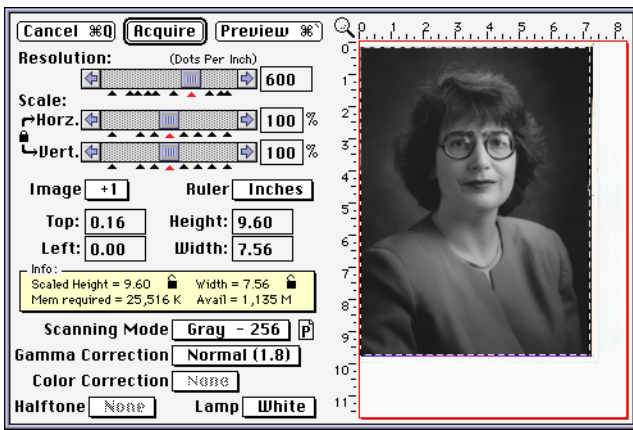 Cancel ⌘Q Acquire Preview ⌘`
Resolution: (Dots Per Inch)
600
Scale:
Horz. 100 %
Vert. 100 %
Image +1 Ruler Inches
Top: 0.16 Height: 9.60
Left: 0.00 Width: 7.56
Info:
Scaled Height = 9.60 Width = 7.56
Mem required = 25,516 K Avail = 1,135 M
Scanning Mode Gray - 256 P
Gamma Correction Normal (1.8)
Color Correction None
Halftone None Lamp White
0 1 2 3 4 5 6 7 8
0
1
2
3
4
5
6
7
8
9
10
11